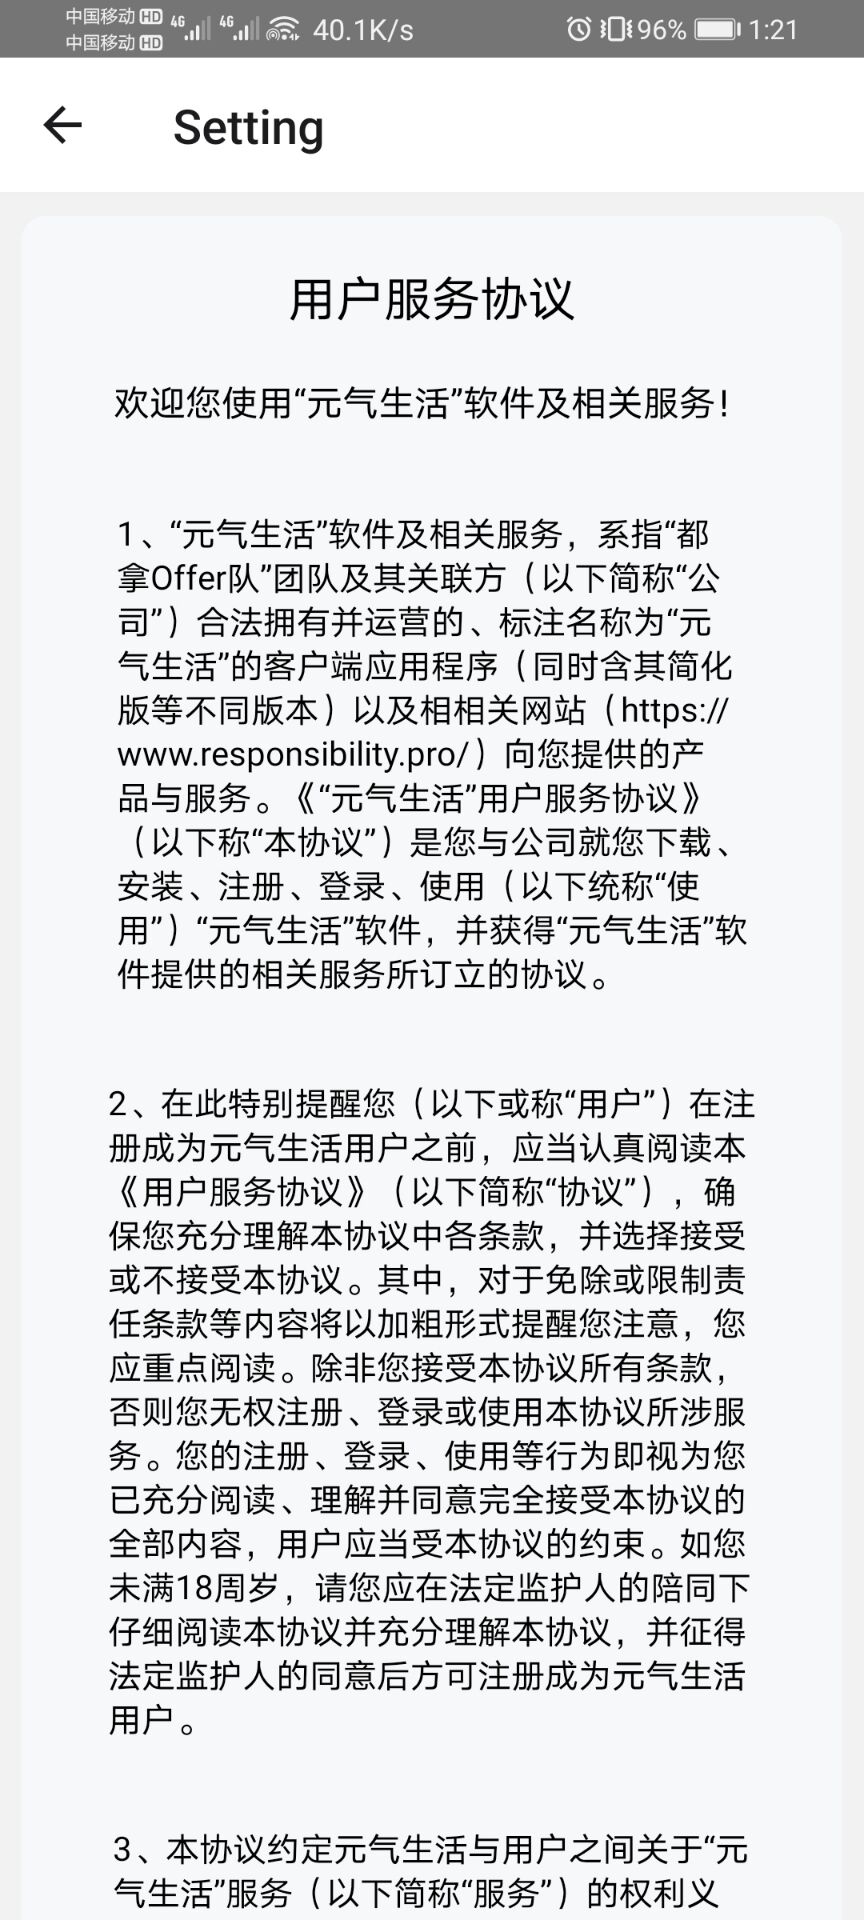 中国移动HD 4G 4G 40.1K/s 96% 1:21
中国移动HD
Setting
用户服务协议
欢迎您使用“元气生活”软件及相关服务！
1、“元气生活”软件及相关服务，系指“都
拿Offer队”团队及其关联方（以下简称“公
司”）合法拥有并运营的、标注名称为“元
气生活”的客户端应用程序（同时含其简化
版等不同版本）以及相相关网站（https://
www.responsibility.pro/）向您提供的产
品与服务。《“元气生活”用户服务协议》
（以下称“本协议”）是您与公司就您下载、
安装、注册、登录、使用（以下统称“使
用”）“元气生活”软件，并获得“元气生活”软
件提供的相关服务所订立的协议。
2、在此特别提醒您（以下或称“用户”）在注
册成为元气生活用户之前，应当认真阅读本
《用户服务协议》（以下简称“协议”），确
保您充分理解本协议中各条款，并选择接受
或不接受本协议。其中，对于免除或限制责
任条款等内容将以加粗形式提醒您注意，您
应重点阅读。除非您接受本协议所有条款，
否则您无权注册、登录或使用本协议所涉服
务。您的注册、登录、使用等行为即视为您
已充分阅读、理解并同意完全接受本协议的
全部内容，用户应当受本协议的约束。如您
未满18周岁，请您应在法定监护人的陪同下
仔细阅读本协议并充分理解本协议，并征得
法定监护人的同意后方可注册成为元气生活
用户。
3、本协议约定元气生活与用户之间关于“元
气生活”服务（以下简称“服务”）的权利义